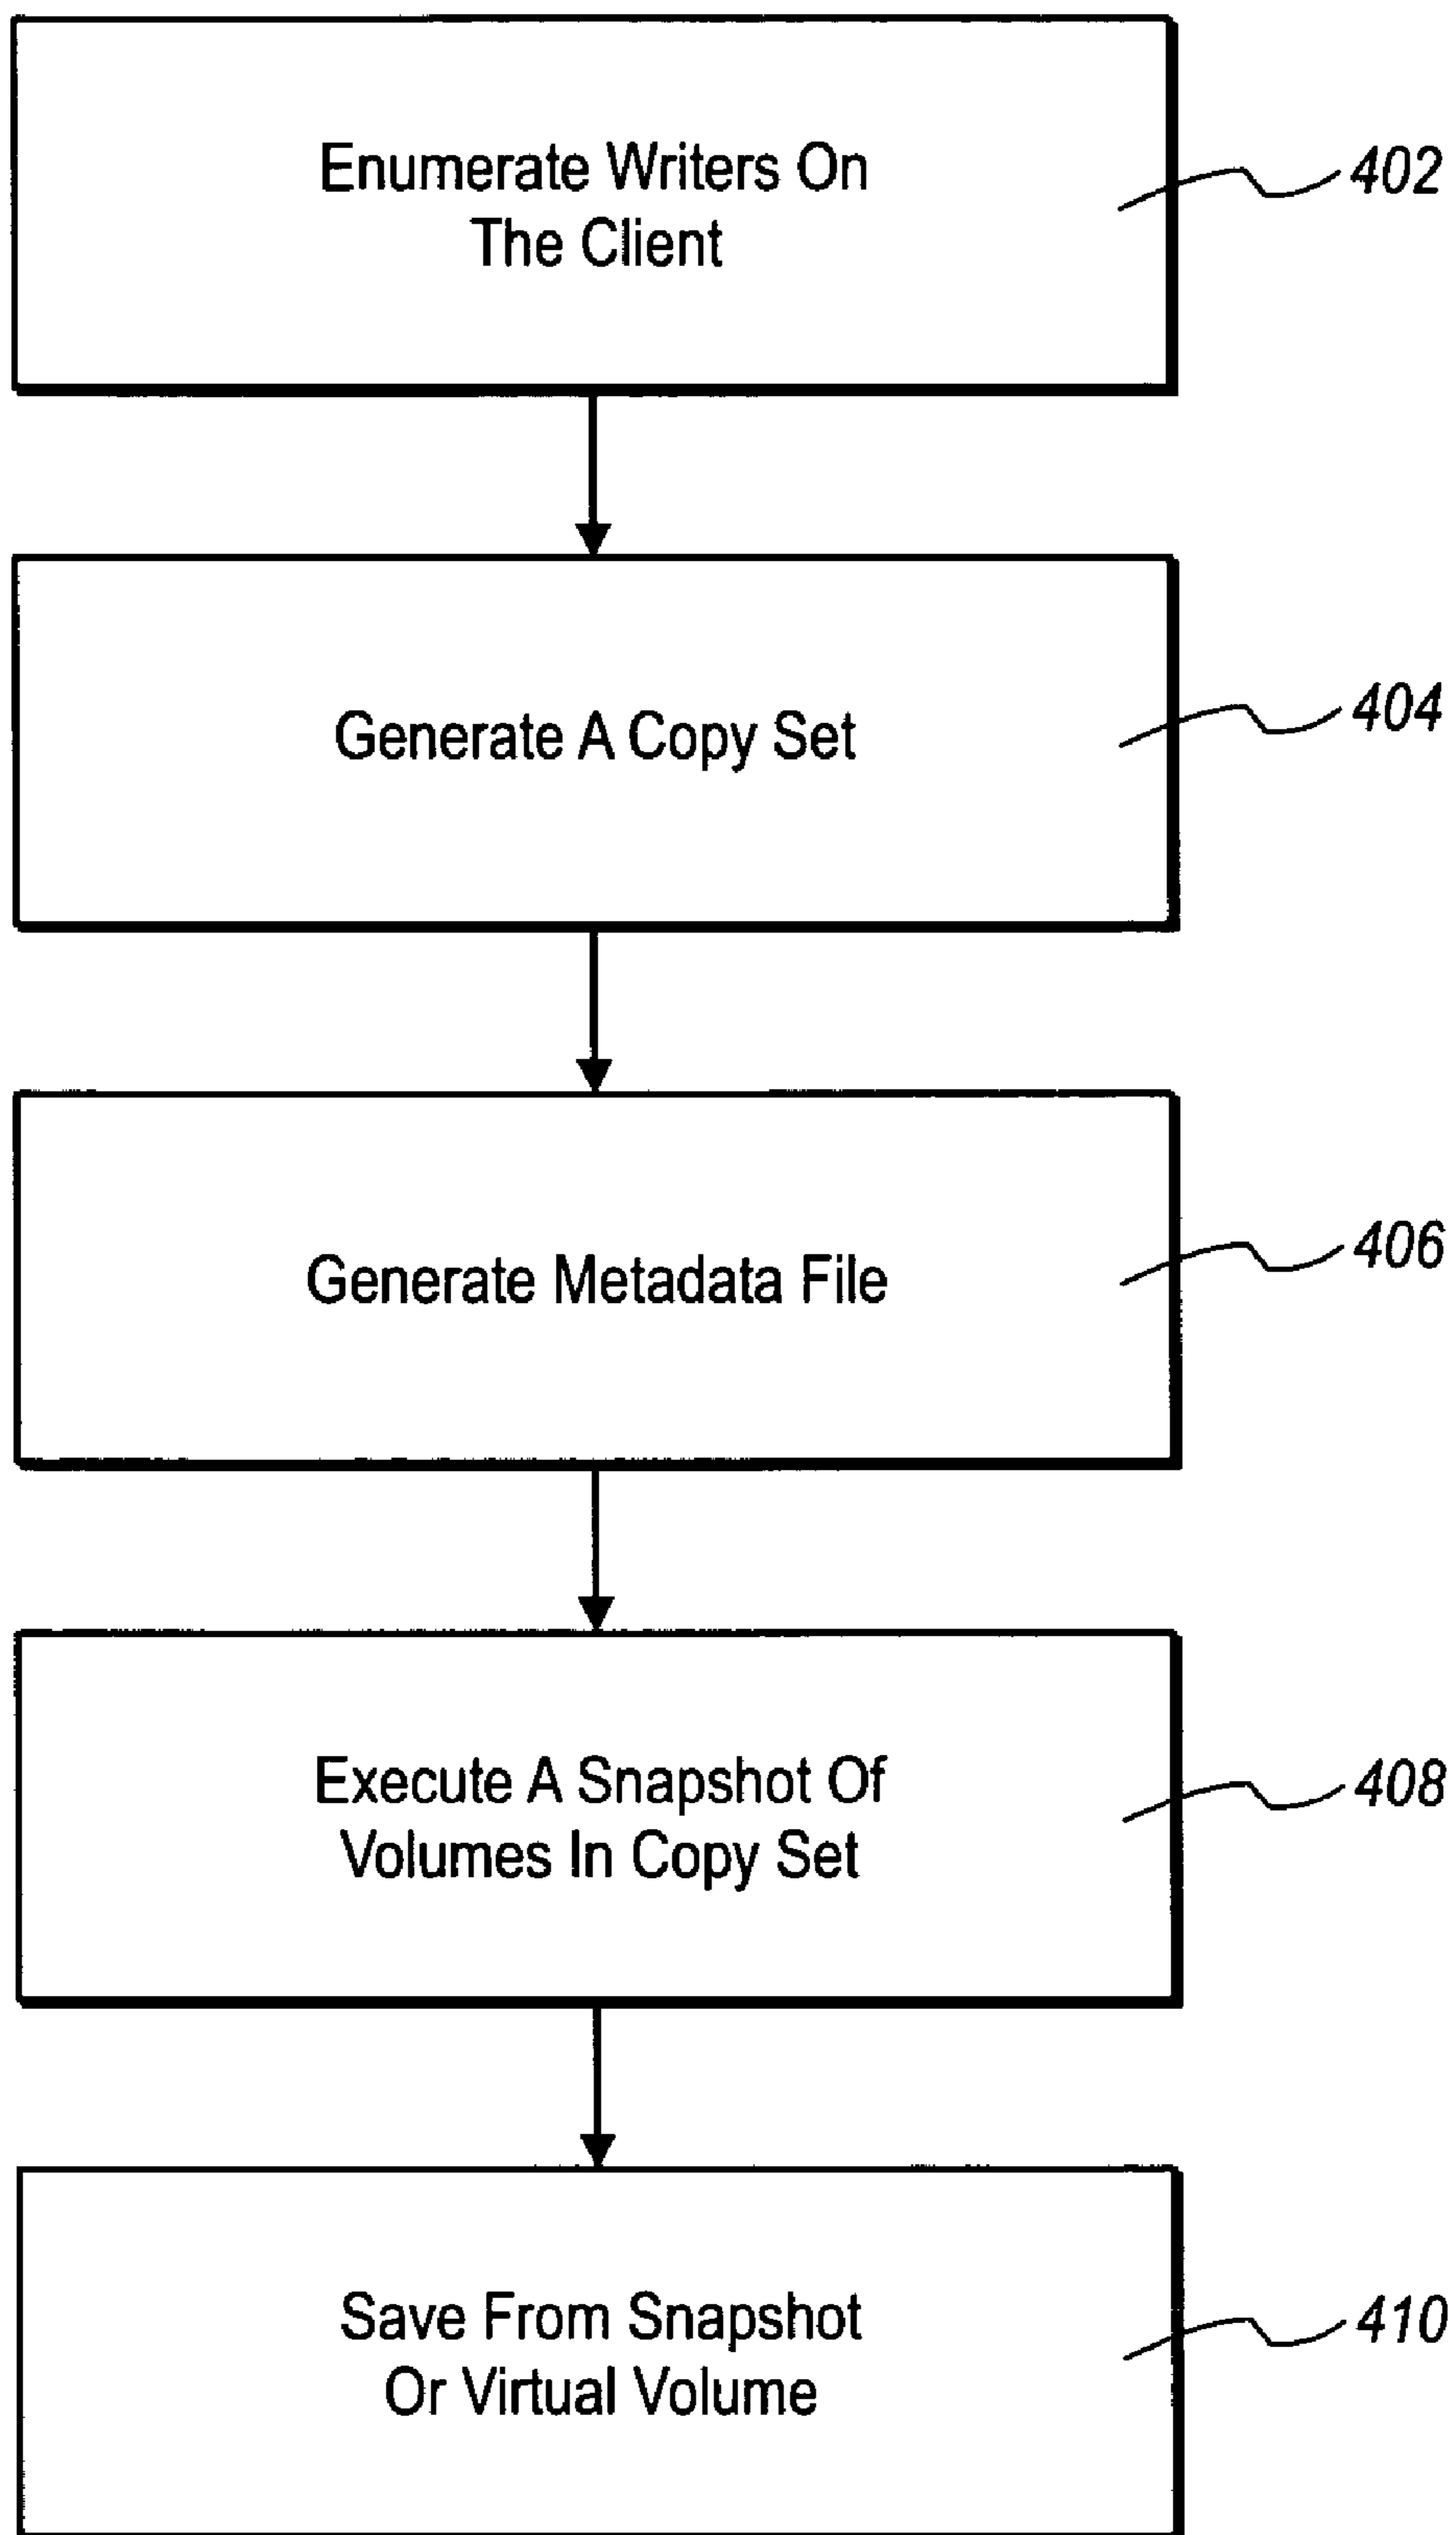 Enumerate Writers On
The Client
402
Generate A Copy Set
404
Generate Metadata File
406
Execute A Snapshot Of
Volumes In Copy Set
408
Save From Snapshot
Or Virtual Volume
410